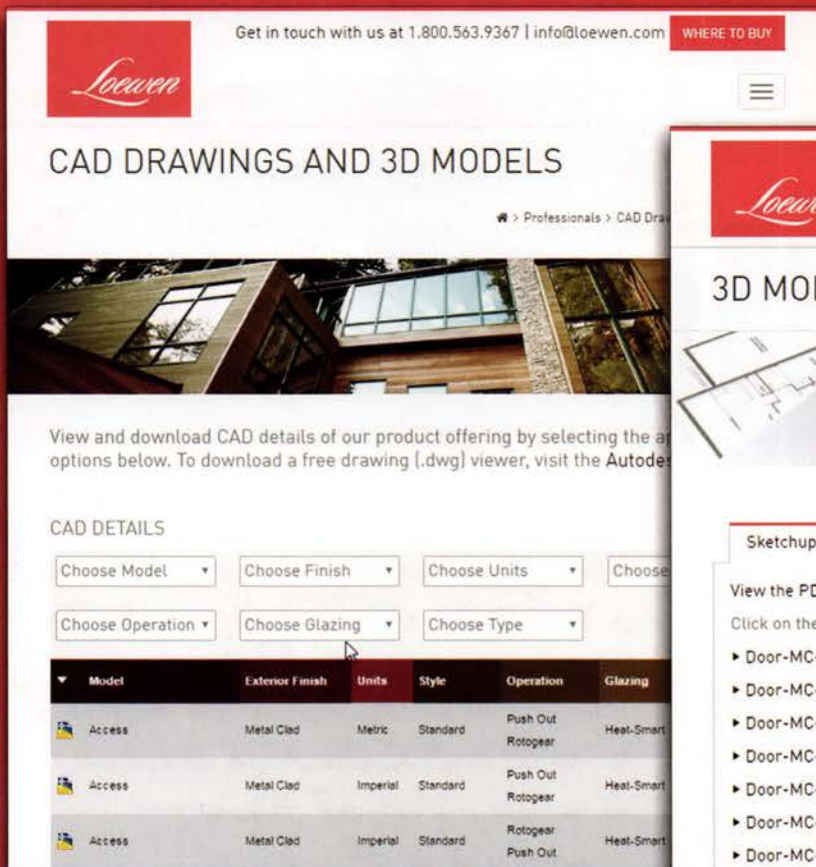 Get in touch with us at 1.800.563.9367 | info@loewen.com WHERE TO BUY
Loewen
CAD DRAWINGS AND 3D MODELS
> Professionals > CAD
View and download CAD details of our product offering by selecting the
options below. To download a free drawing (.dwg) viewer, visit the
CAD DETAILS
Choose Model Choose Finish Choose Units Choose
Choose Operation Choose Glazing Choose Type
Model Exterior Finish Units Style Operation Glazing
Access Metal Clad Metric Standard Push Out Heat-Smart
Rotogear
Access Metal Clad Imperial Standard Push Out Heat-Smart
Rotogear
Access Metal Clad Imperial Standard Rotogear Heat-Smart
Push Out
3D
Sketchup
View the
Click on the
Door-MC
Door-MC
Door-MC
Door-MC
Door-MC
Door-MC
Door-MC